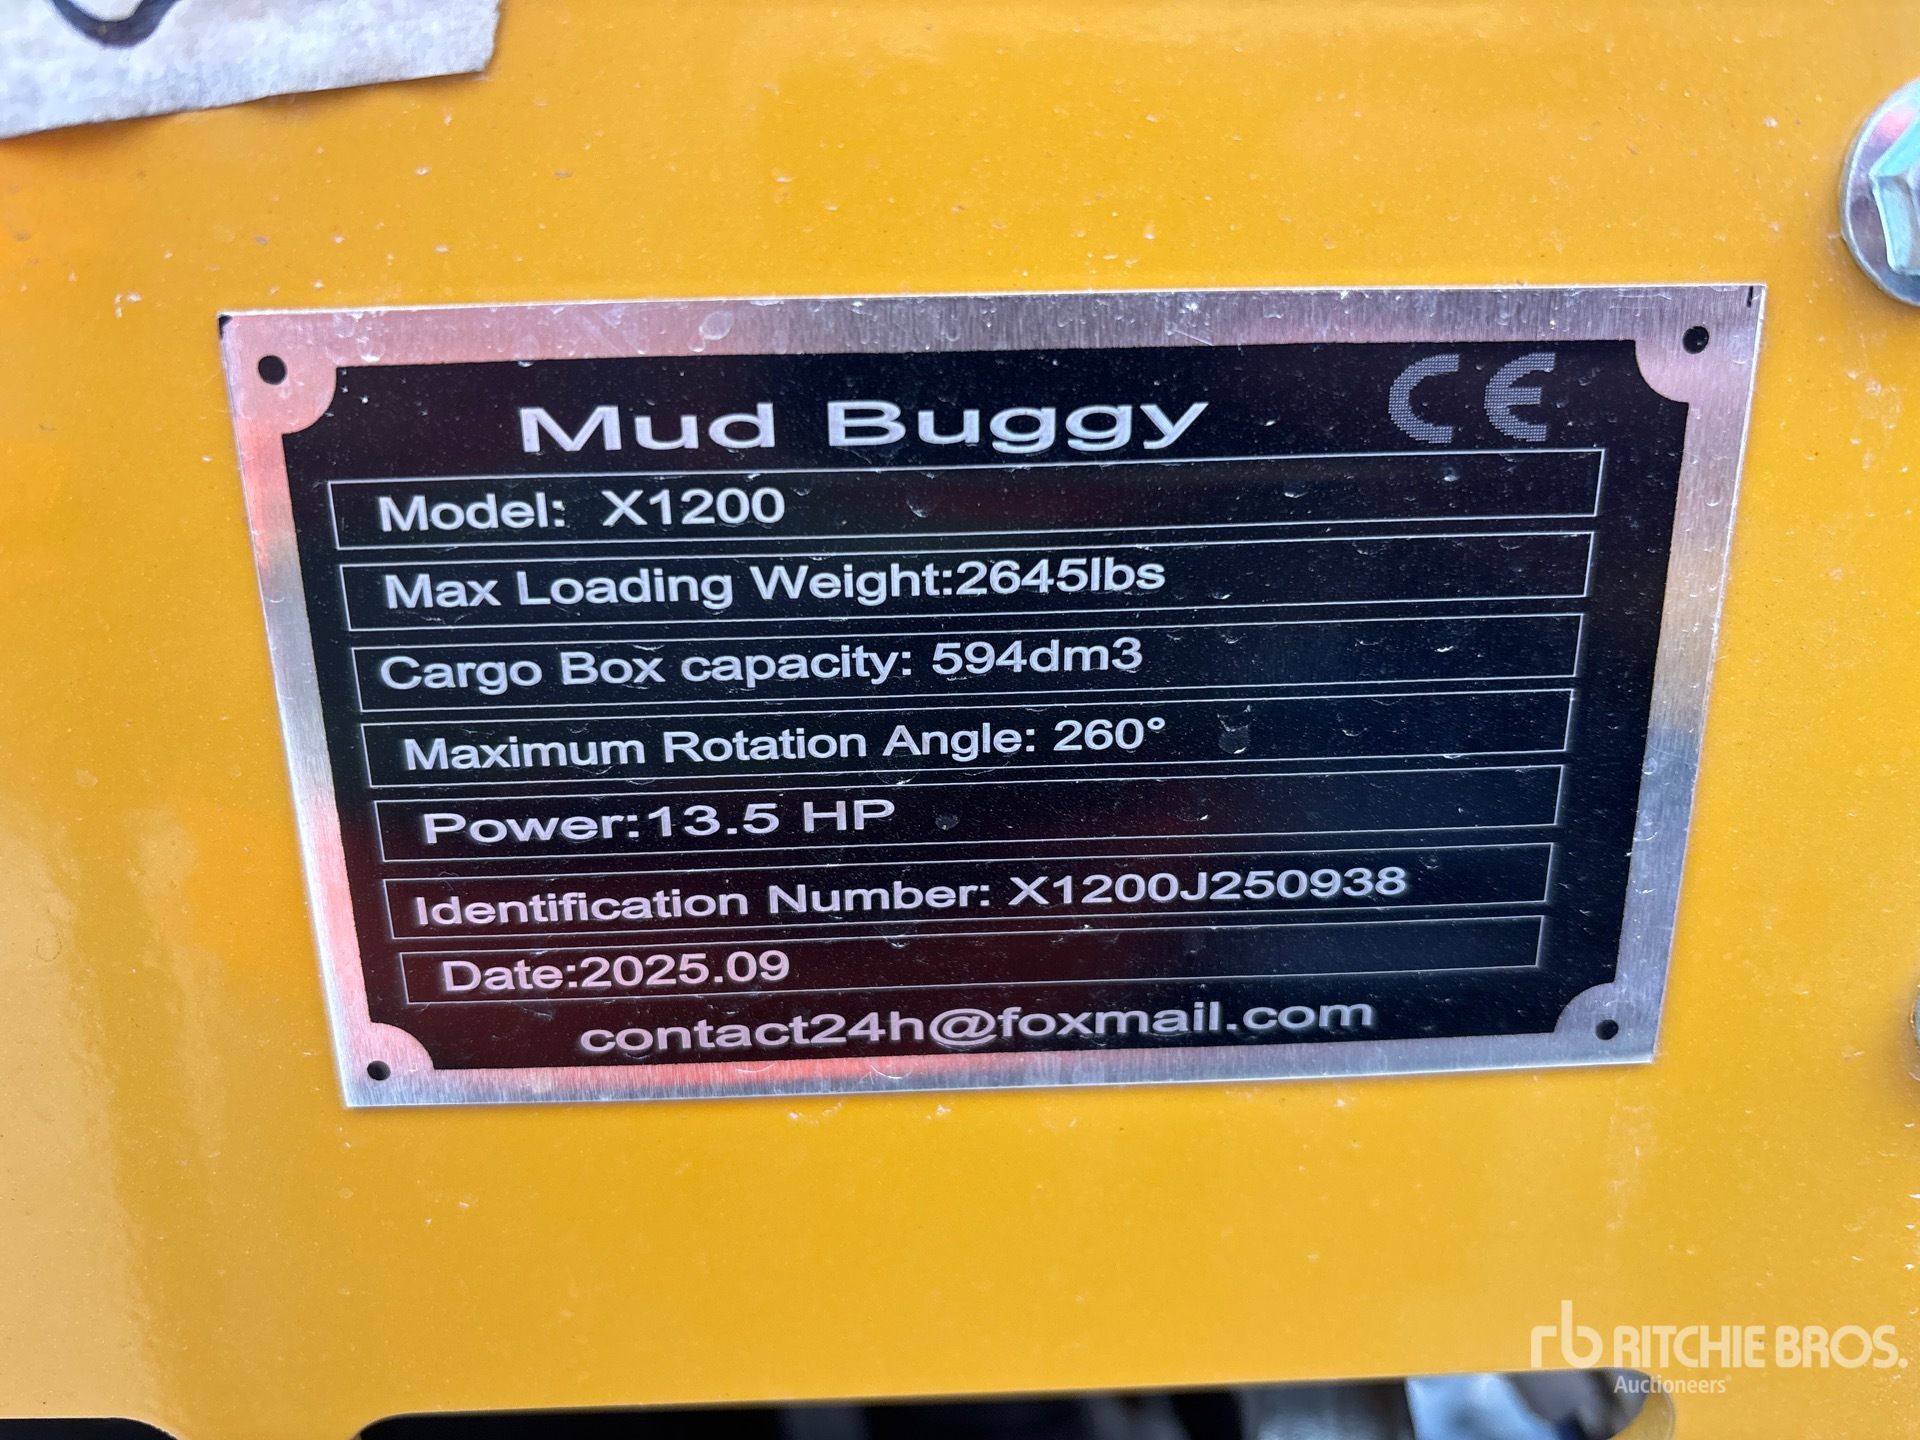 Mud Buggy CE
Model: X1200
Max Loading Weight:2645lbs
Cargo Box capacity: 594dm3
Maximum Rotation Angle: 260°
Power:13.5 HP
Identification Number: X1200J250938
Date:2025.09
contact24h@foxmail.com
rb RITCHIE BROS.
Auctioneers